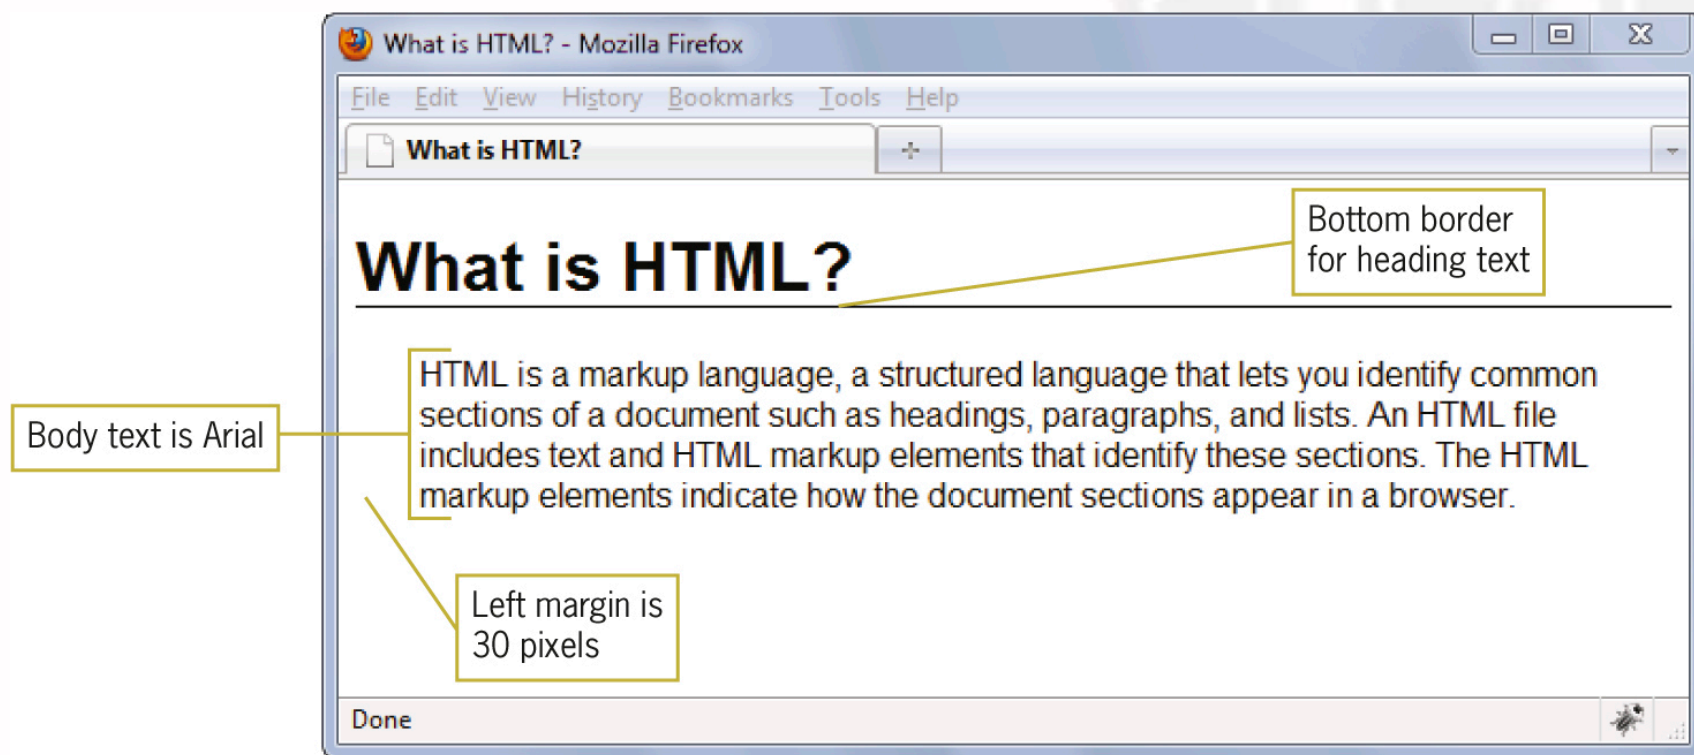 What is HTML? - Mozilla Firefox
File Edit View History Bookmarks Tools Help
What is HTML?
Bottom border
for heading text
What is HTML?
HTML is a markup language, a structured language that lets you identify common
sections of a document such as headings, paragraphs, and lists. An HTML file
includes text and HTML markup elements that identify these sections. The HTML
markup elements indicate how the document sections appear in a browser.
Body text is Arial
Left margin is
30 pixels
Done